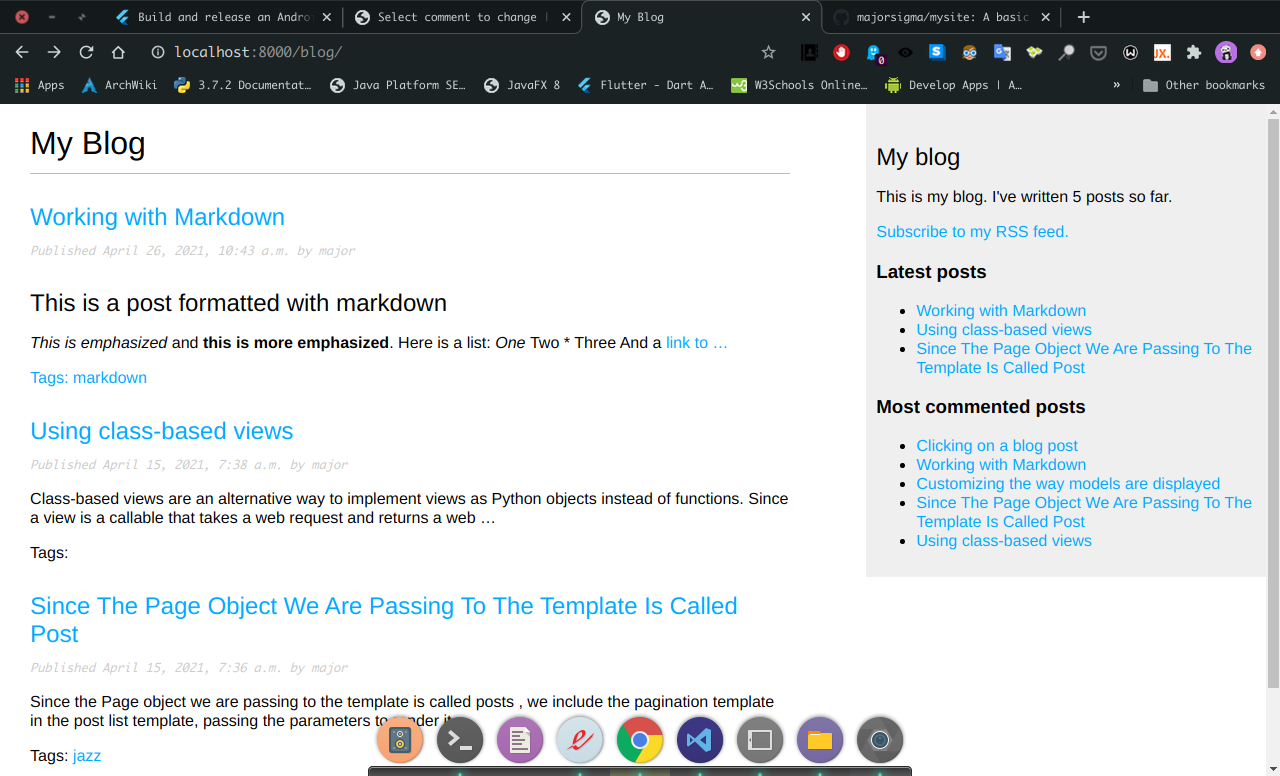 Build and release an Andro
Select comment to change |
My Blog
majorsigma/mysite: A basic
localhost:8000/blog/
0
Apps
ArchWiki
3.7.2 Documentat…
Java Platform SE…
JavaFX 8
Flutter - Dart A…
W3Schools Online…
Develop Apps | A…
»
Other bookmarks
My Blog
Working with Markdown
Published April 26, 2021, 10:43 a.m. by major
This is a post formatted with markdown
This is emphasized and this is more emphasized. Here is a list: One Two * Three And a link to …
Tags: markdown
Using class-based views
Published April 15, 2021, 7:38 a.m. by major
Class-based views are an alternative way to implement views as Python objects instead of functions. Since
a view is a callable that takes a web request and returns a web …
Tags:
Since The Page Object We Are Passing To The Template Is Called
Post
Published April 15, 2021, 7:36 a.m. by major
Since the Page object we are passing to the template is called posts , we include the pagination template
in the post list template, passing the parameters to
Tags: jazz
My blog
This is my blog. I've written 5 posts so far.
Subscribe to my RSS feed.
Latest posts
Working with Markdown
Using class-based views
Since The Page Object We Are Passing To The
Template Is Called Post
Most commented posts
Clicking on a blog post
Working with Markdown
Customizing the way models are displayed
Since The Page Object We Are Passing To The
Template Is Called Post
Using class-based views